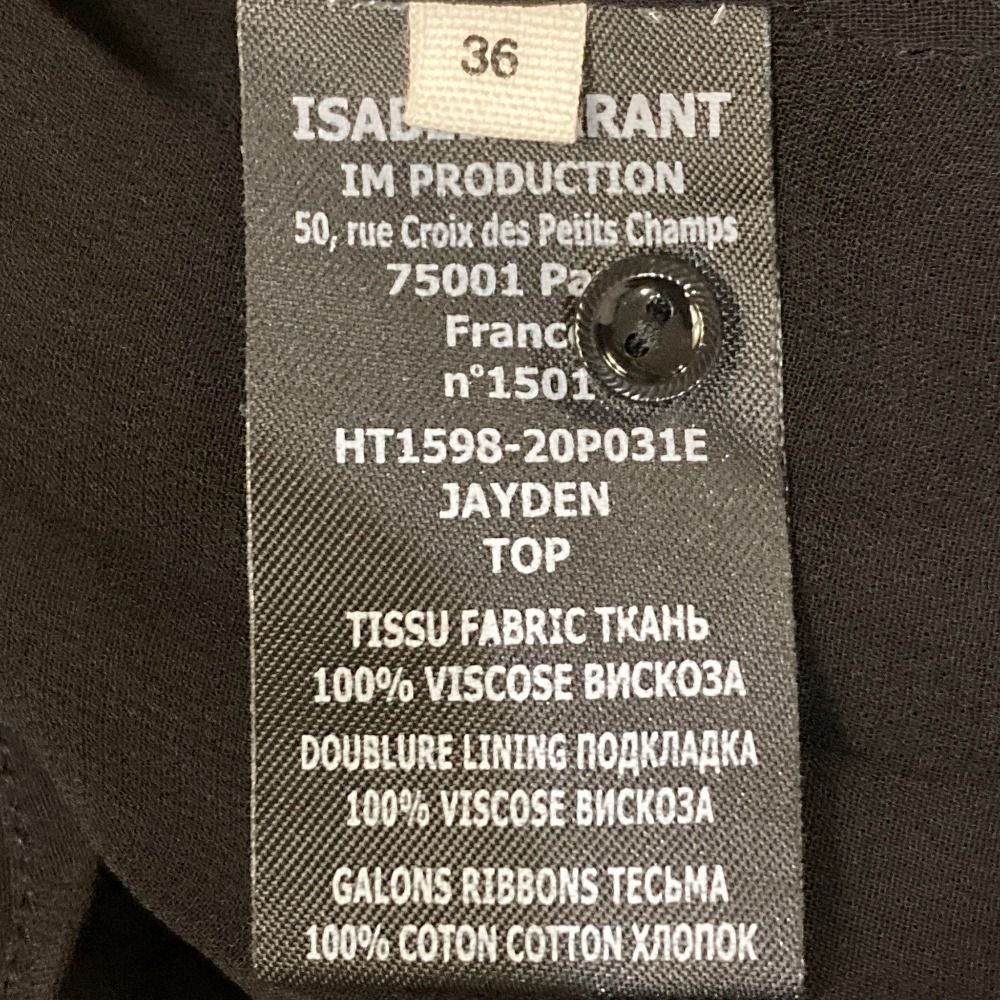 36
IM PRODUCTION
50, rue Croix des Petits Champs
75001
n°1501
HT1598-20P031E
JAYDEN
TOP
TISSU FABRIC ТКАНЬ
100% VISCOSE ВИСКОЗА
DOUBLURE LINING ПОДКЛАДКА
100% VISCOSE ВИСКОЗА
GALONS RIBBONS ТЕСЬМА
100% COTON COTTON ХЛОПОК